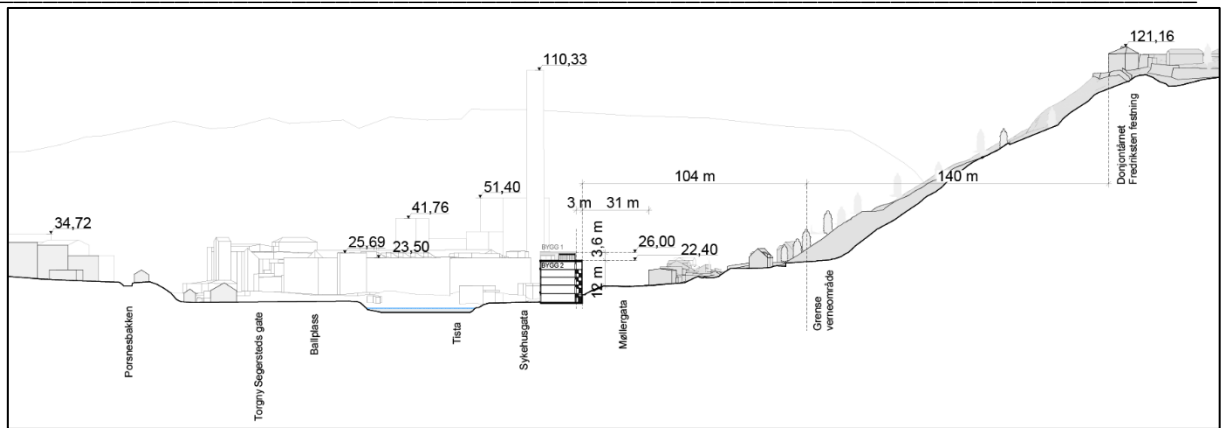 121,16
110,33
Donjontårnet
Fredriksten festning
104 m
140 m
51,40
3 m
31 m
41,76
34,72
25,69
23,50
BYGG 1
BYGG 2
3,6 m
12 m
26,00
22,40
Porsnesbakken
Torgny Segersteds gate
Ballplass
Tista
Sykehusgata
Møllergata
Grense
verneområde